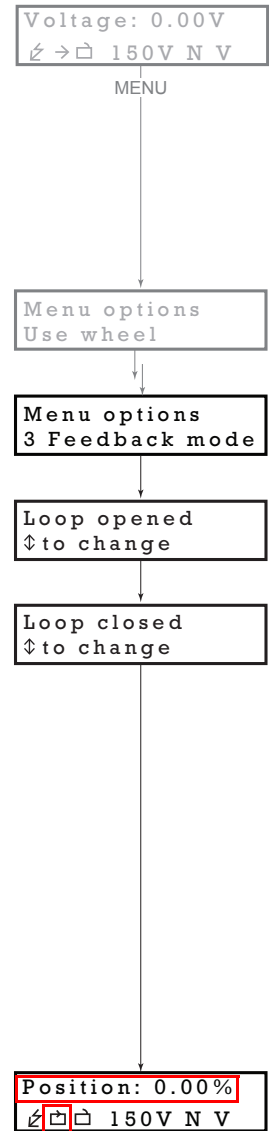 Voltage: 0.00V
→ 150V N V
MENU
Menu options
Use wheel
Menu options
3 Feedback mode
Loop opened
⇕ to change
Loop closed
⇕ to change
Position: 0.00%
150V N V